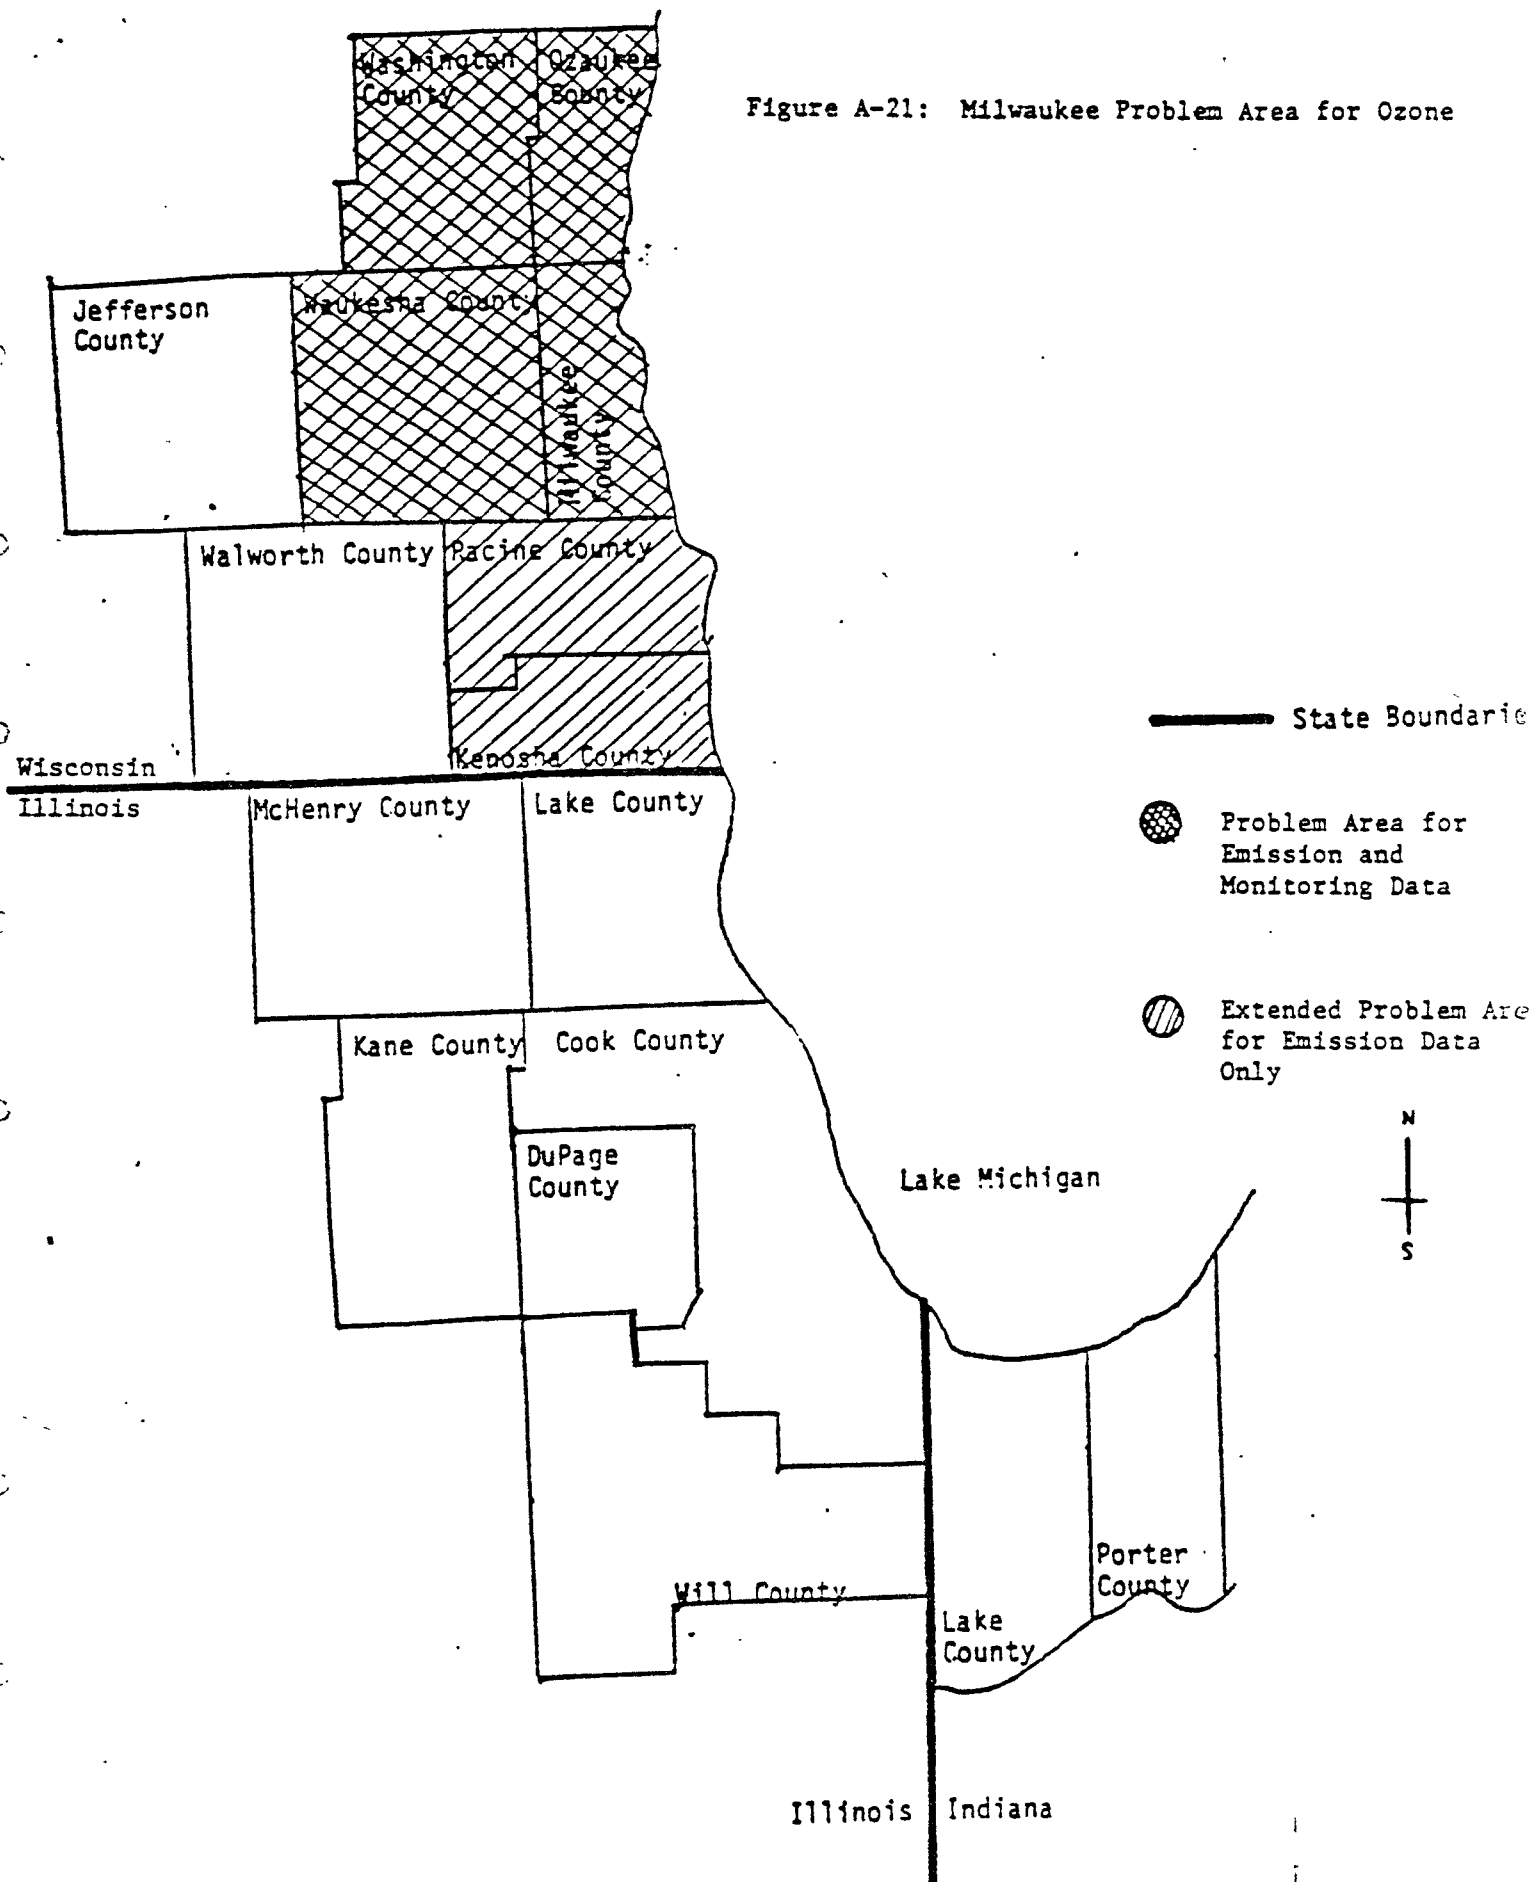 Washington
County
Ozaukee
County
Figure A-21: Milwaukee Problem Area for Ozone
Jefferson
County
Waukesha County
Milwaukee
County
Walworth County
Racine County
Kenosha County
Wisconsin
Illinois
McHenry County
Lake County
State Boundarie
Problem Area for
Emission and
Monitoring Data
Extended Problem Are
for Emission Data
Only
Kane County
Cook County
DuPage
County
Lake Michigan
N
S
Will County
Porter
County
Lake
County
Illinois
Indiana